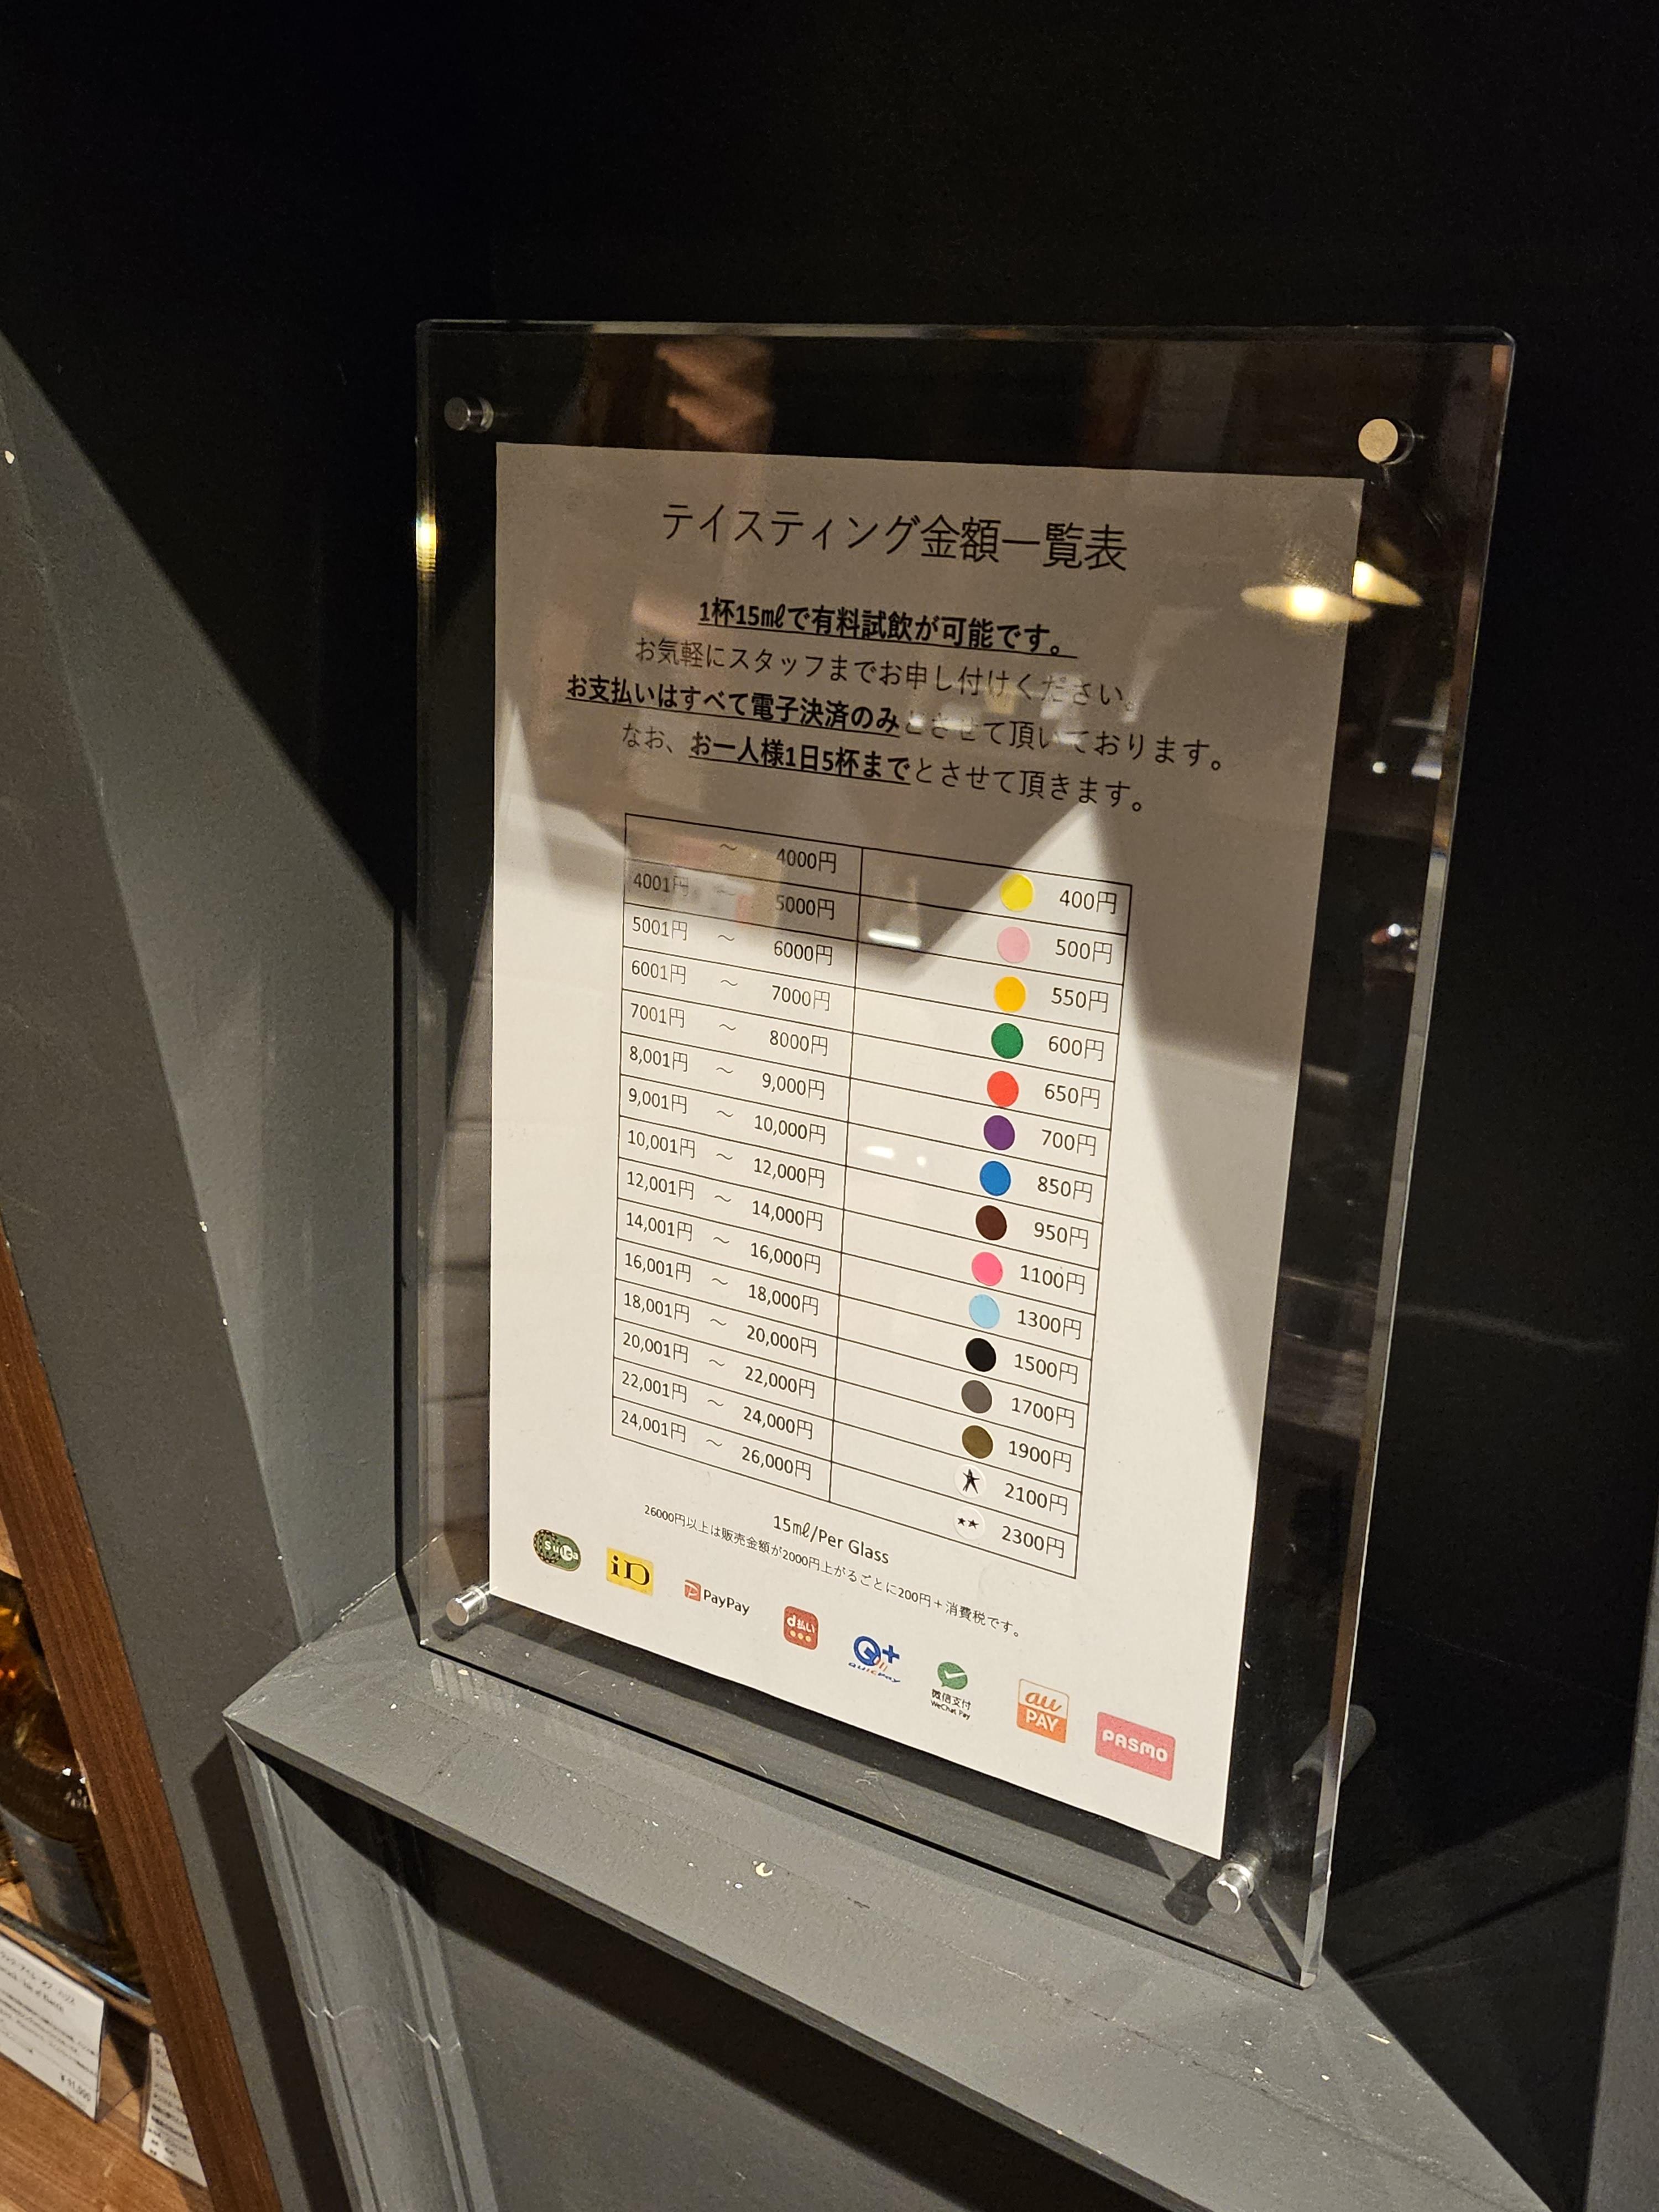 テイスティング金額一覧表
1杯15㎖で有料試飲が可能です。
お気軽にスタッフまでお申し付けください。
お支払いはすべて電子決済のみとさせて頂いております。
なお、お一人様1日5杯までとさせて頂きます。
～ 4000円 400円
4001円 ～ 5000円 500円
5001円 ～ 6000円 550円
6001円 ～ 7000円 600円
7001円 ～ 8000円 650円
8,001円 ～ 9,000円 700円
9,001円 ～ 10,000円 850円
10,001円 ～ 12,000円 950円
12,001円 ～ 14,000円 1100円
14,001円 ～ 16,000円 1300円
16,001円 ～ 18,000円 1500円
18,001円 ～ 20,000円 1700円
20,001円 ～ 22,000円 1900円
22,001円 ～ 24,000円 2100円
24,001円 ～ 26,000円 2300円
15㎖/Per Glass
26000円以上は販売金額が2000円上がるごとに200円＋消費税です。
Suica
iD
PayPay
d払い
QUICPay
微信支付
WeChat Pay
au PAY
PASMO